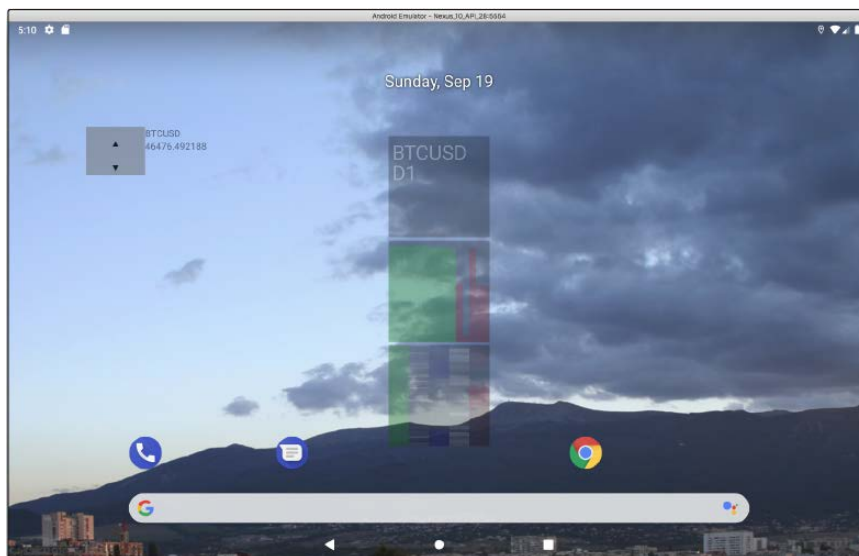 Android Emulator - Nexus_10_API_28:5554
5:10
Sunday, Sep 19
BTCUSD
46476.492188
BTCUSD
D1